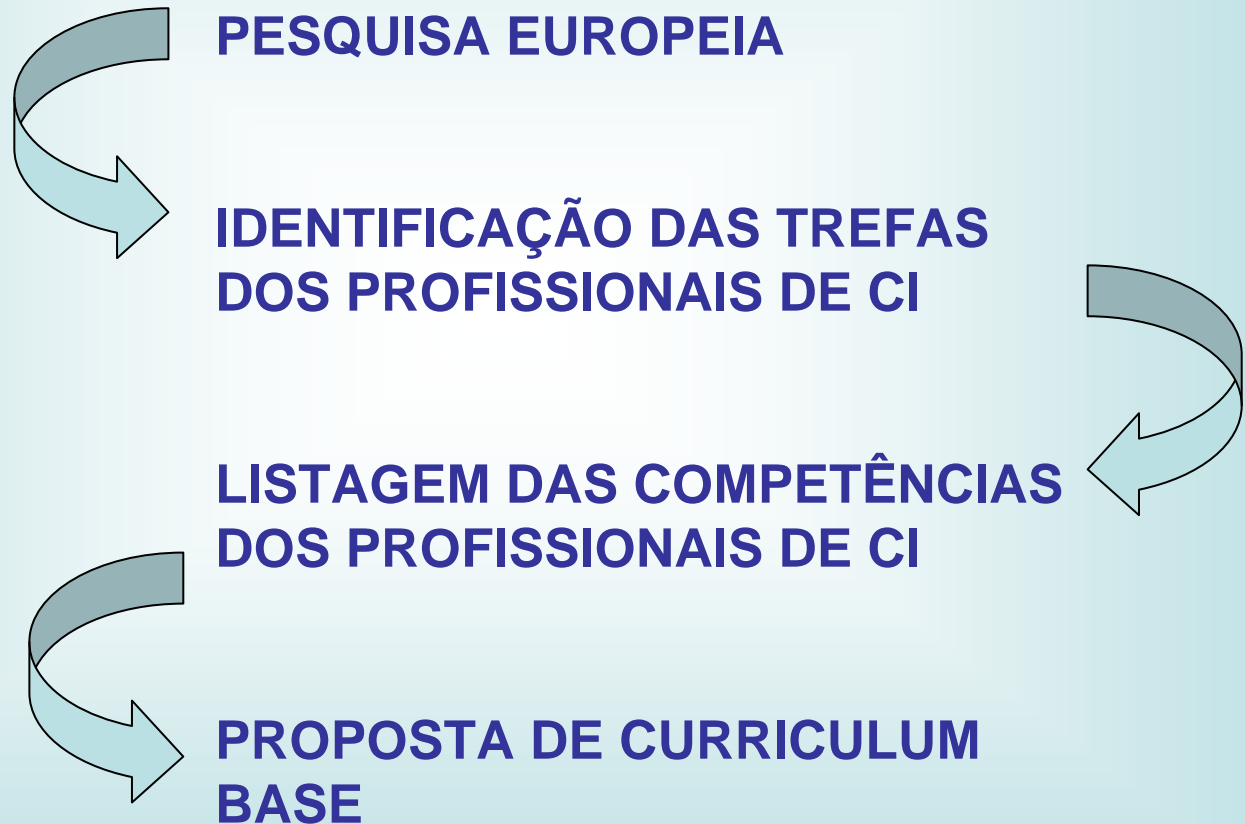 PESQUISA EUROPEIA
IDENTIFICAÇÃO DAS TREFAS
DOS PROFISSIONAIS DE CI
LISTAGEM DAS COMPETÊNCIAS
DOS PROFISSIONAIS DE CI
PROPOSTA DE CURRICULUM
BASE